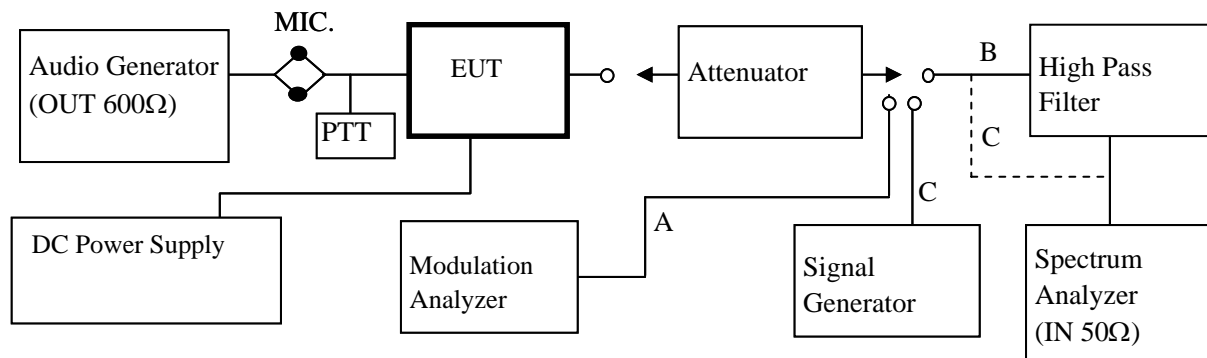 MIC.
Audio Generator
(OUT 600Ω)
PTT
EUT
Attenuator
B
High Pass
Filter
C
DC Power Supply
A
Modulation
Analyzer
C
Signal
Generator
Spectrum
Analyzer
(IN 50Ω)